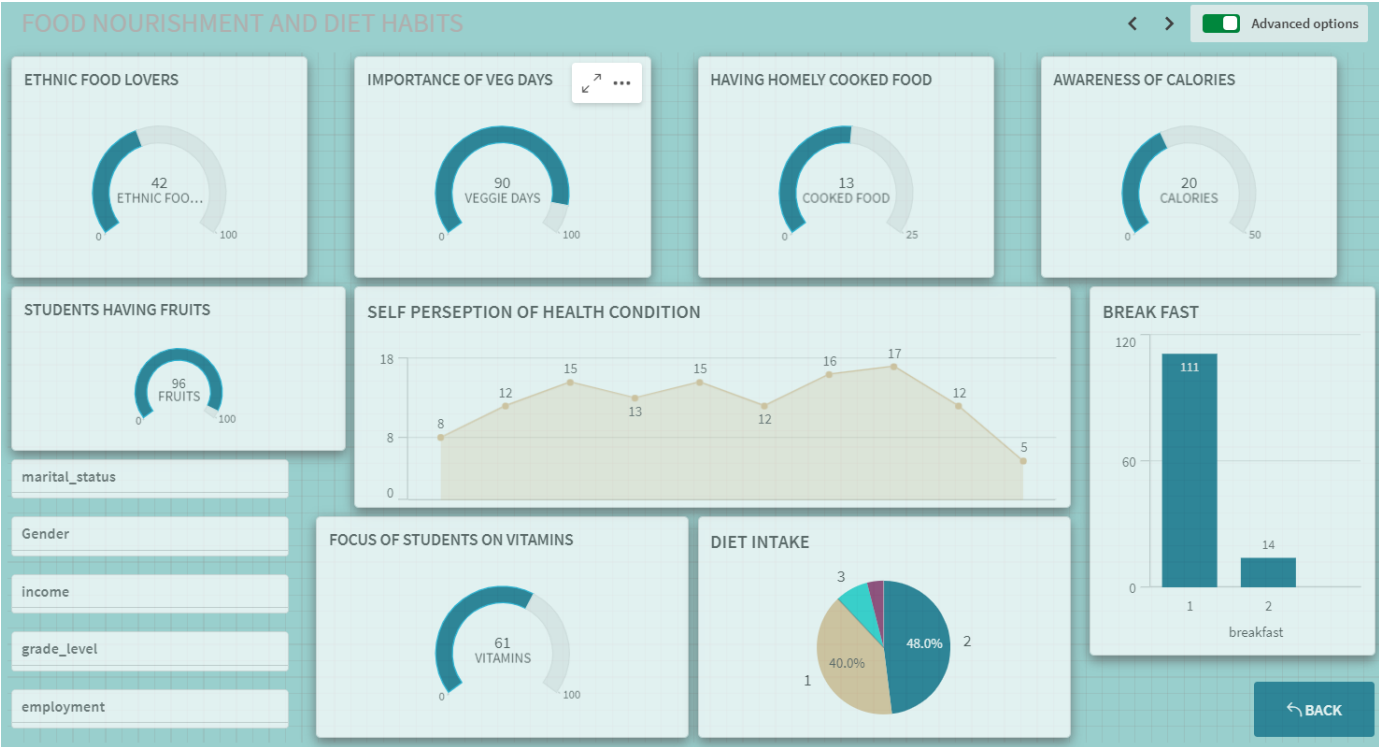 FOOD NOURISHMENT AND DIET HABITS
Advanced options
ETHNIC FOOD LOVERS
42
ETHNIC FOO...
0
100
IMPORTANCE OF VEG DAYS
90
VEGGIE DAYS
0
100
HAVING HOMELY COOKED FOOD
13
COOKED FOOD
0
25
AWARENESS OF CALORIES
20
CALORIES
0
50
STUDENTS HAVING FRUITS
96
FRUITS
0
100
SELF PERSEPTION OF HEALTH CONDITION
18
8
0
8
12
15
13
15
12
16
17
12
5
BREAK FAST
120
60
0
111
14
1
2
breakfast
marital_status
Gender
income
grade_level
employment
FOCUS OF STUDENTS ON VITAMINS
61
VITAMINS
0
100
DIET INTAKE
3
48.0%
2
40.0%
1
BACK